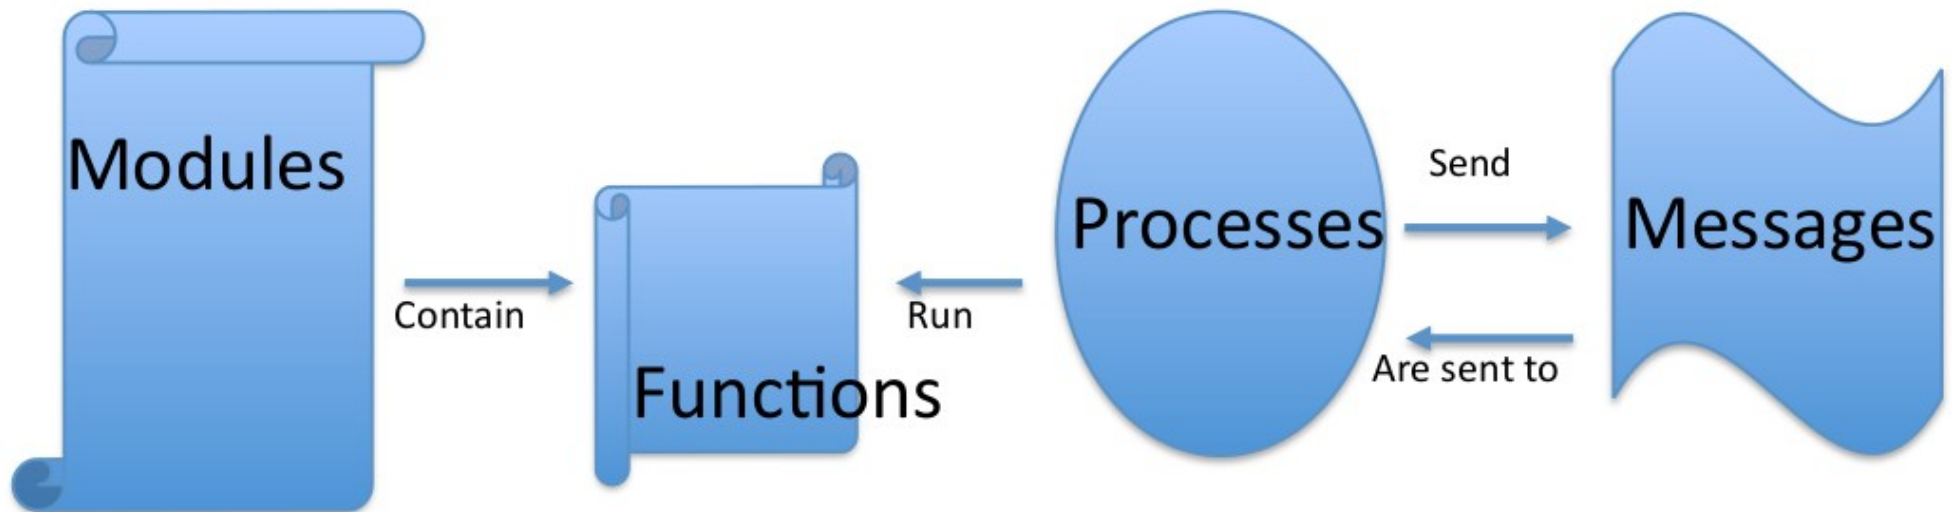 Modules
Contain
Functions
Run
Processes
Send
Are sent to
Messages